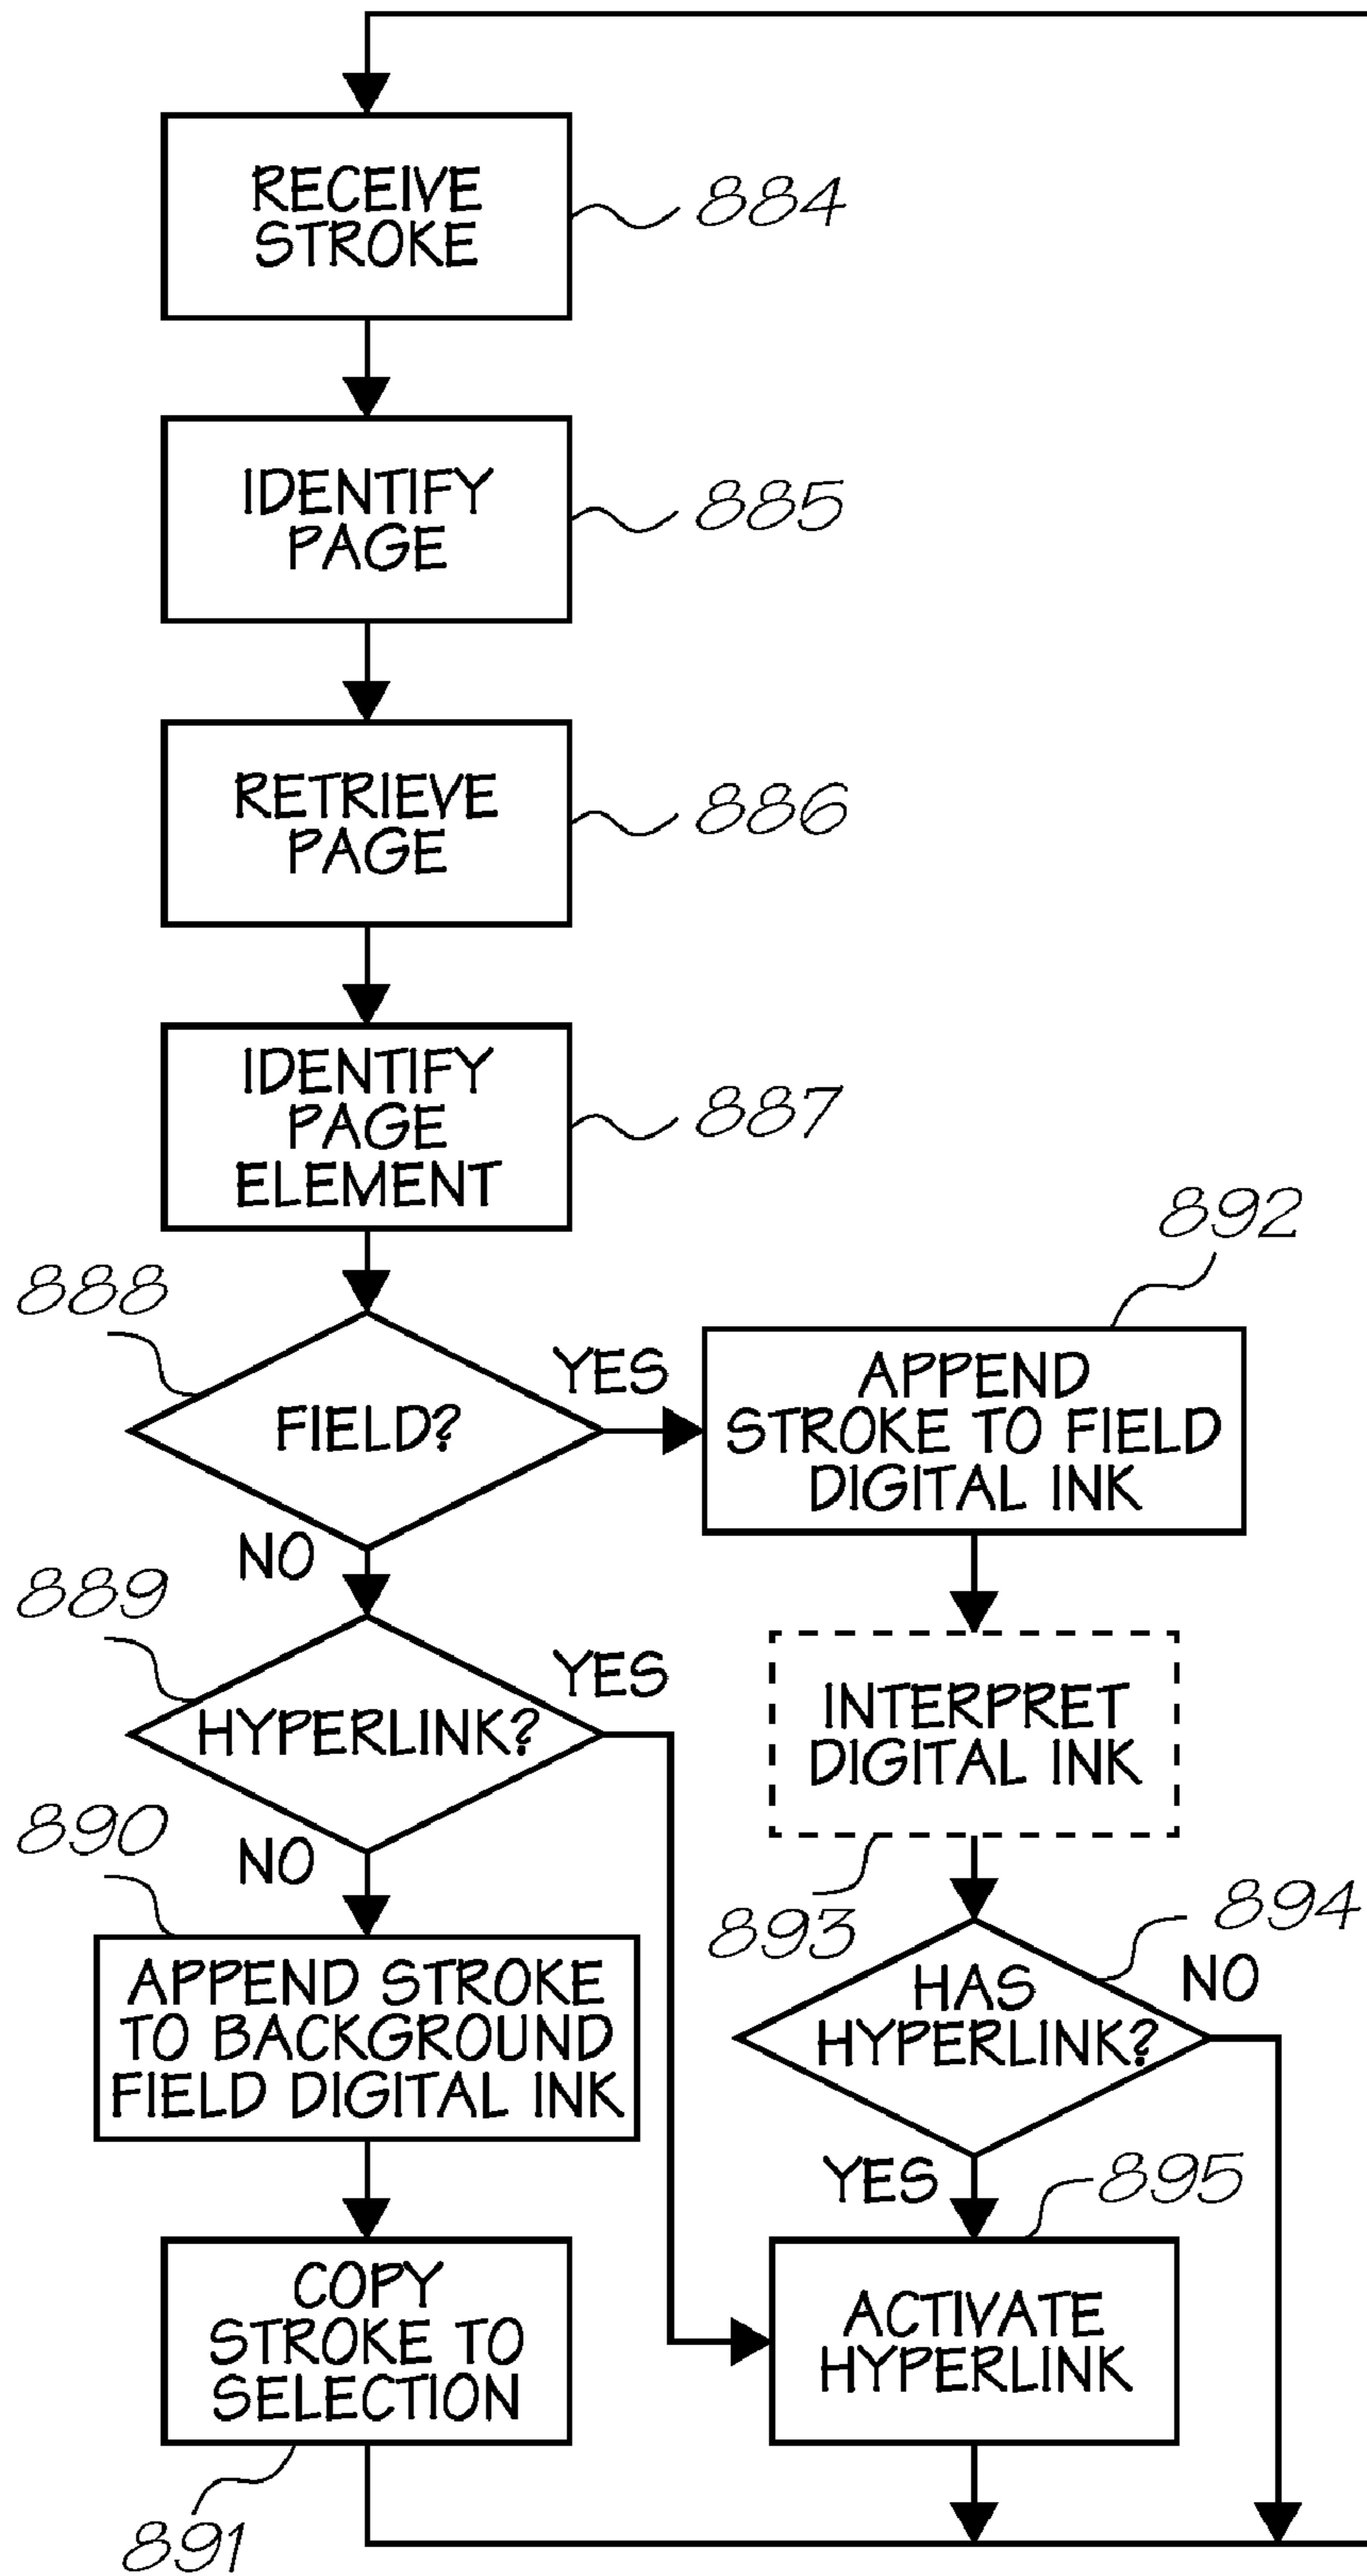 RECEIVE
STROKE
884
IDENTIFY
PAGE
885
RETRIEVE
PAGE
886
IDENTIFY
PAGE
ELEMENT
887
888
FIELD?
YES
NO
892
APPEND
STROKE TO FIELD
DIGITAL INK
889
HYPERLINK?
YES
NO
INTERPRET
DIGITAL INK
893
890
APPEND STROKE
TO BACKGROUND
FIELD DIGITAL INK
894
HAS
HYPERLINK?
NO
YES
895
COPY
STROKE TO
SELECTION
891
ACTIVATE
HYPERLINK